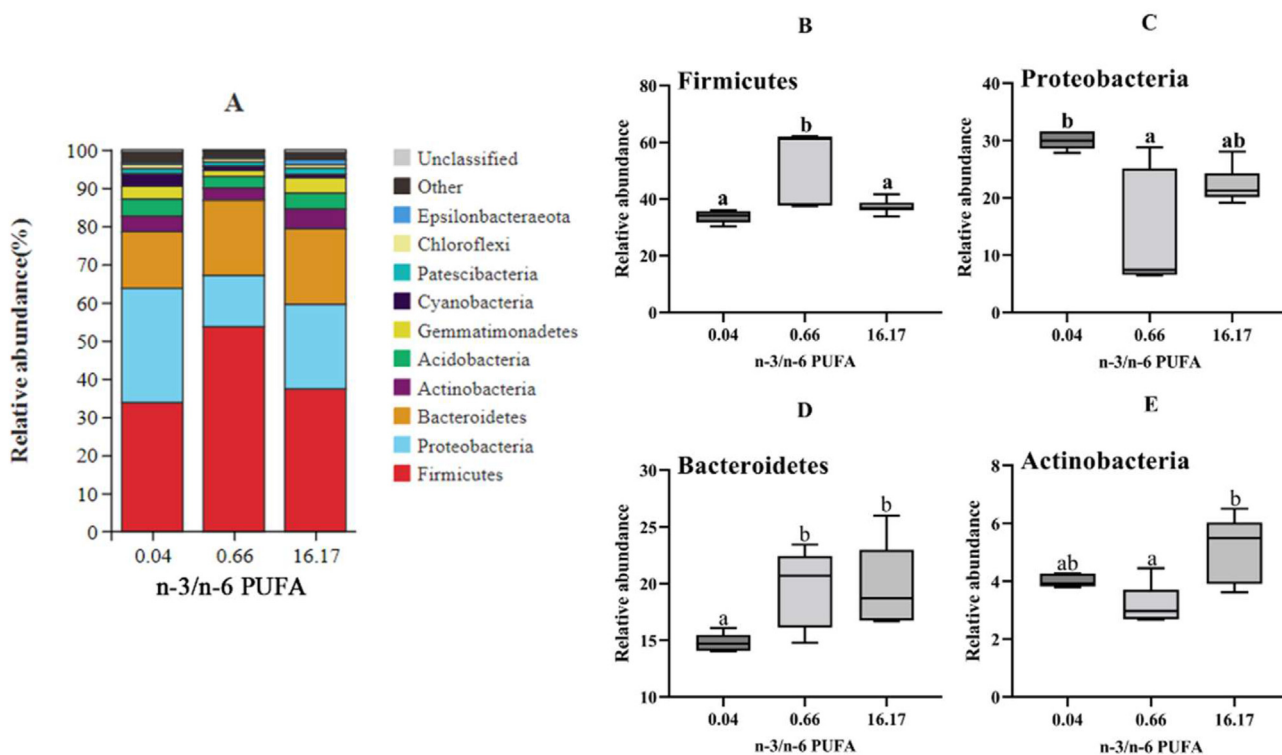 A
Relative abundance(%)
100
90
80
70
60
50
40
30
20
10
0
0.04 0.66 16.17
n-3/n-6 PUFA
Unclassified
Other
Epsilonbacteraeota
Chloroflexi
Patescibacteria
Cyanobacteria
Gemmatimonadetes
Acidobacteria
Actinobacteria
Bacteroidetes
Proteobacteria
Firmicutes
B
Firmicutes
Relative abundance
80
60
40
20
0
a b a
0.04 0.66 16.17
n-3/n-6 PUFA
C
Proteobacteria
Relative abundance
40
30
20
10
0
b a ab
0.04 0.66 16.17
n-3/n-6 PUFA
D
Bacteroidetes
Relative abundance
30
25
20
15
10
a b b
0.04 0.66 16.17
n-3/n-6 PUFA
E
Actinobacteria
Relative abundance
8
6
4
2
0
ab a b
0.04 0.66 16.17
n-3/n-6 PUFA